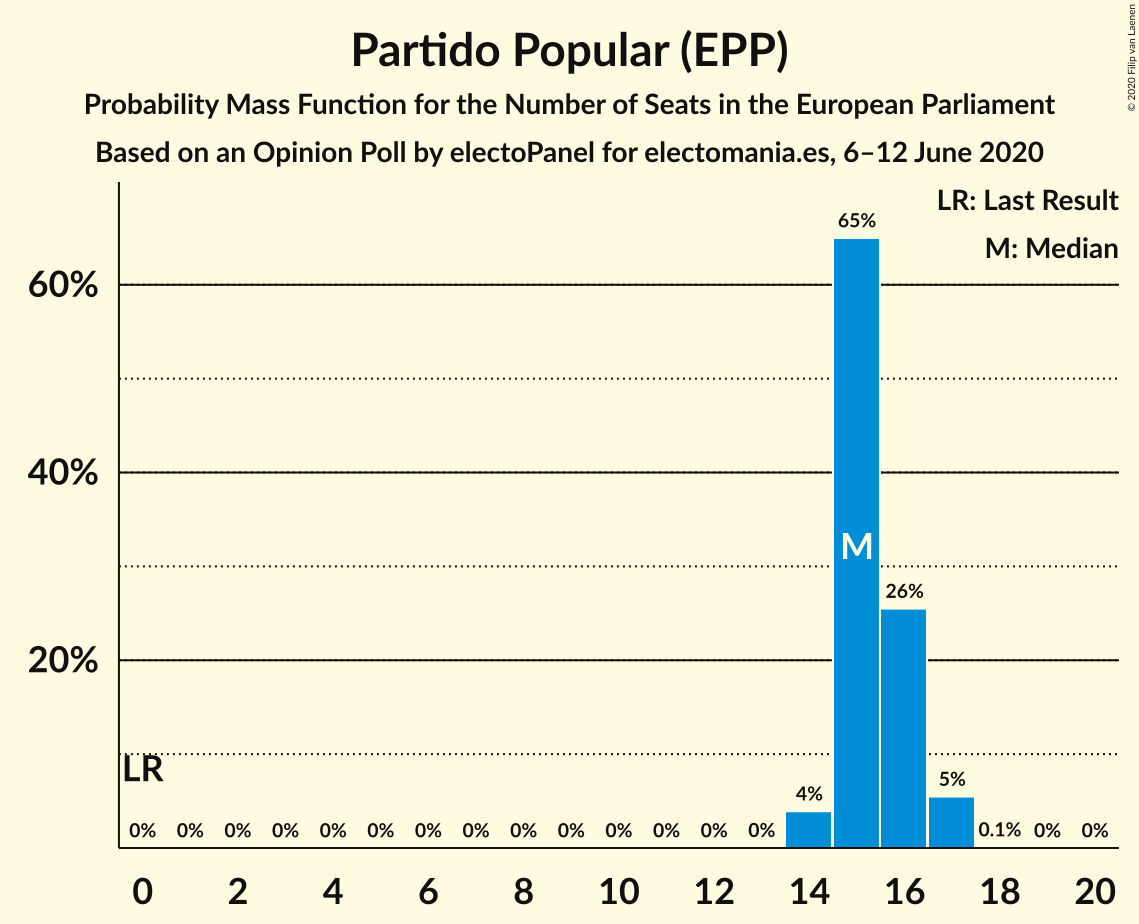 Partido Popular (EPP)
Probability Mass Function for the Number of Seats in the European Parliament
Based on an Opinion Poll by electoPanel for electomania.es, 6–12 June 2020
© 2020 Filip van Laenen
LR: Last Result
M: Median
65%
60%
40%
M
26%
20%
LR
4%
5%
0% 0% 0% 0% 0% 0% 0% 0% 0% 0% 0% 0% 0% 0% 0.1% 0% 0%
0 2 4 6 8 10 12 14 16 18 20